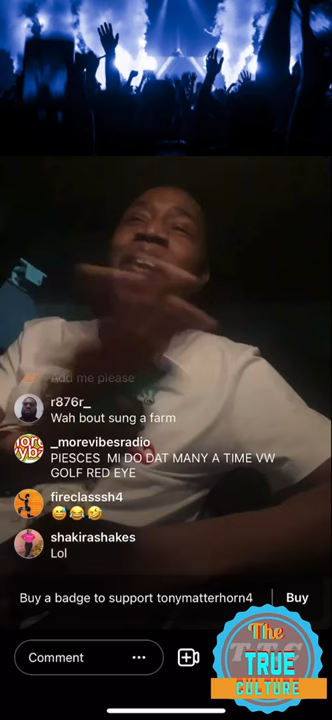 Add me please
r876r_
Wah bout sung a farm
_morevibesradio
PIESCES MI DO DAT MANY A TIME VW
GOLF RED EYE
fireclasssh4
😅😂🤣
shakirashakes
Lol
Buy a badge to support tonymatterhorn4
Buy
Comment
The
TRUE
CULTURE